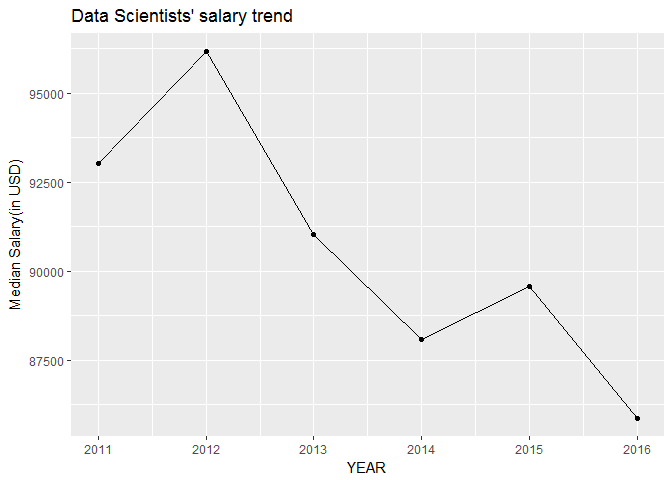 Data Scientists' salary trend
95000
92500
90000
87500
Median Salary(in USD)
2011 2012 2013 2014 2015 2016
YEAR